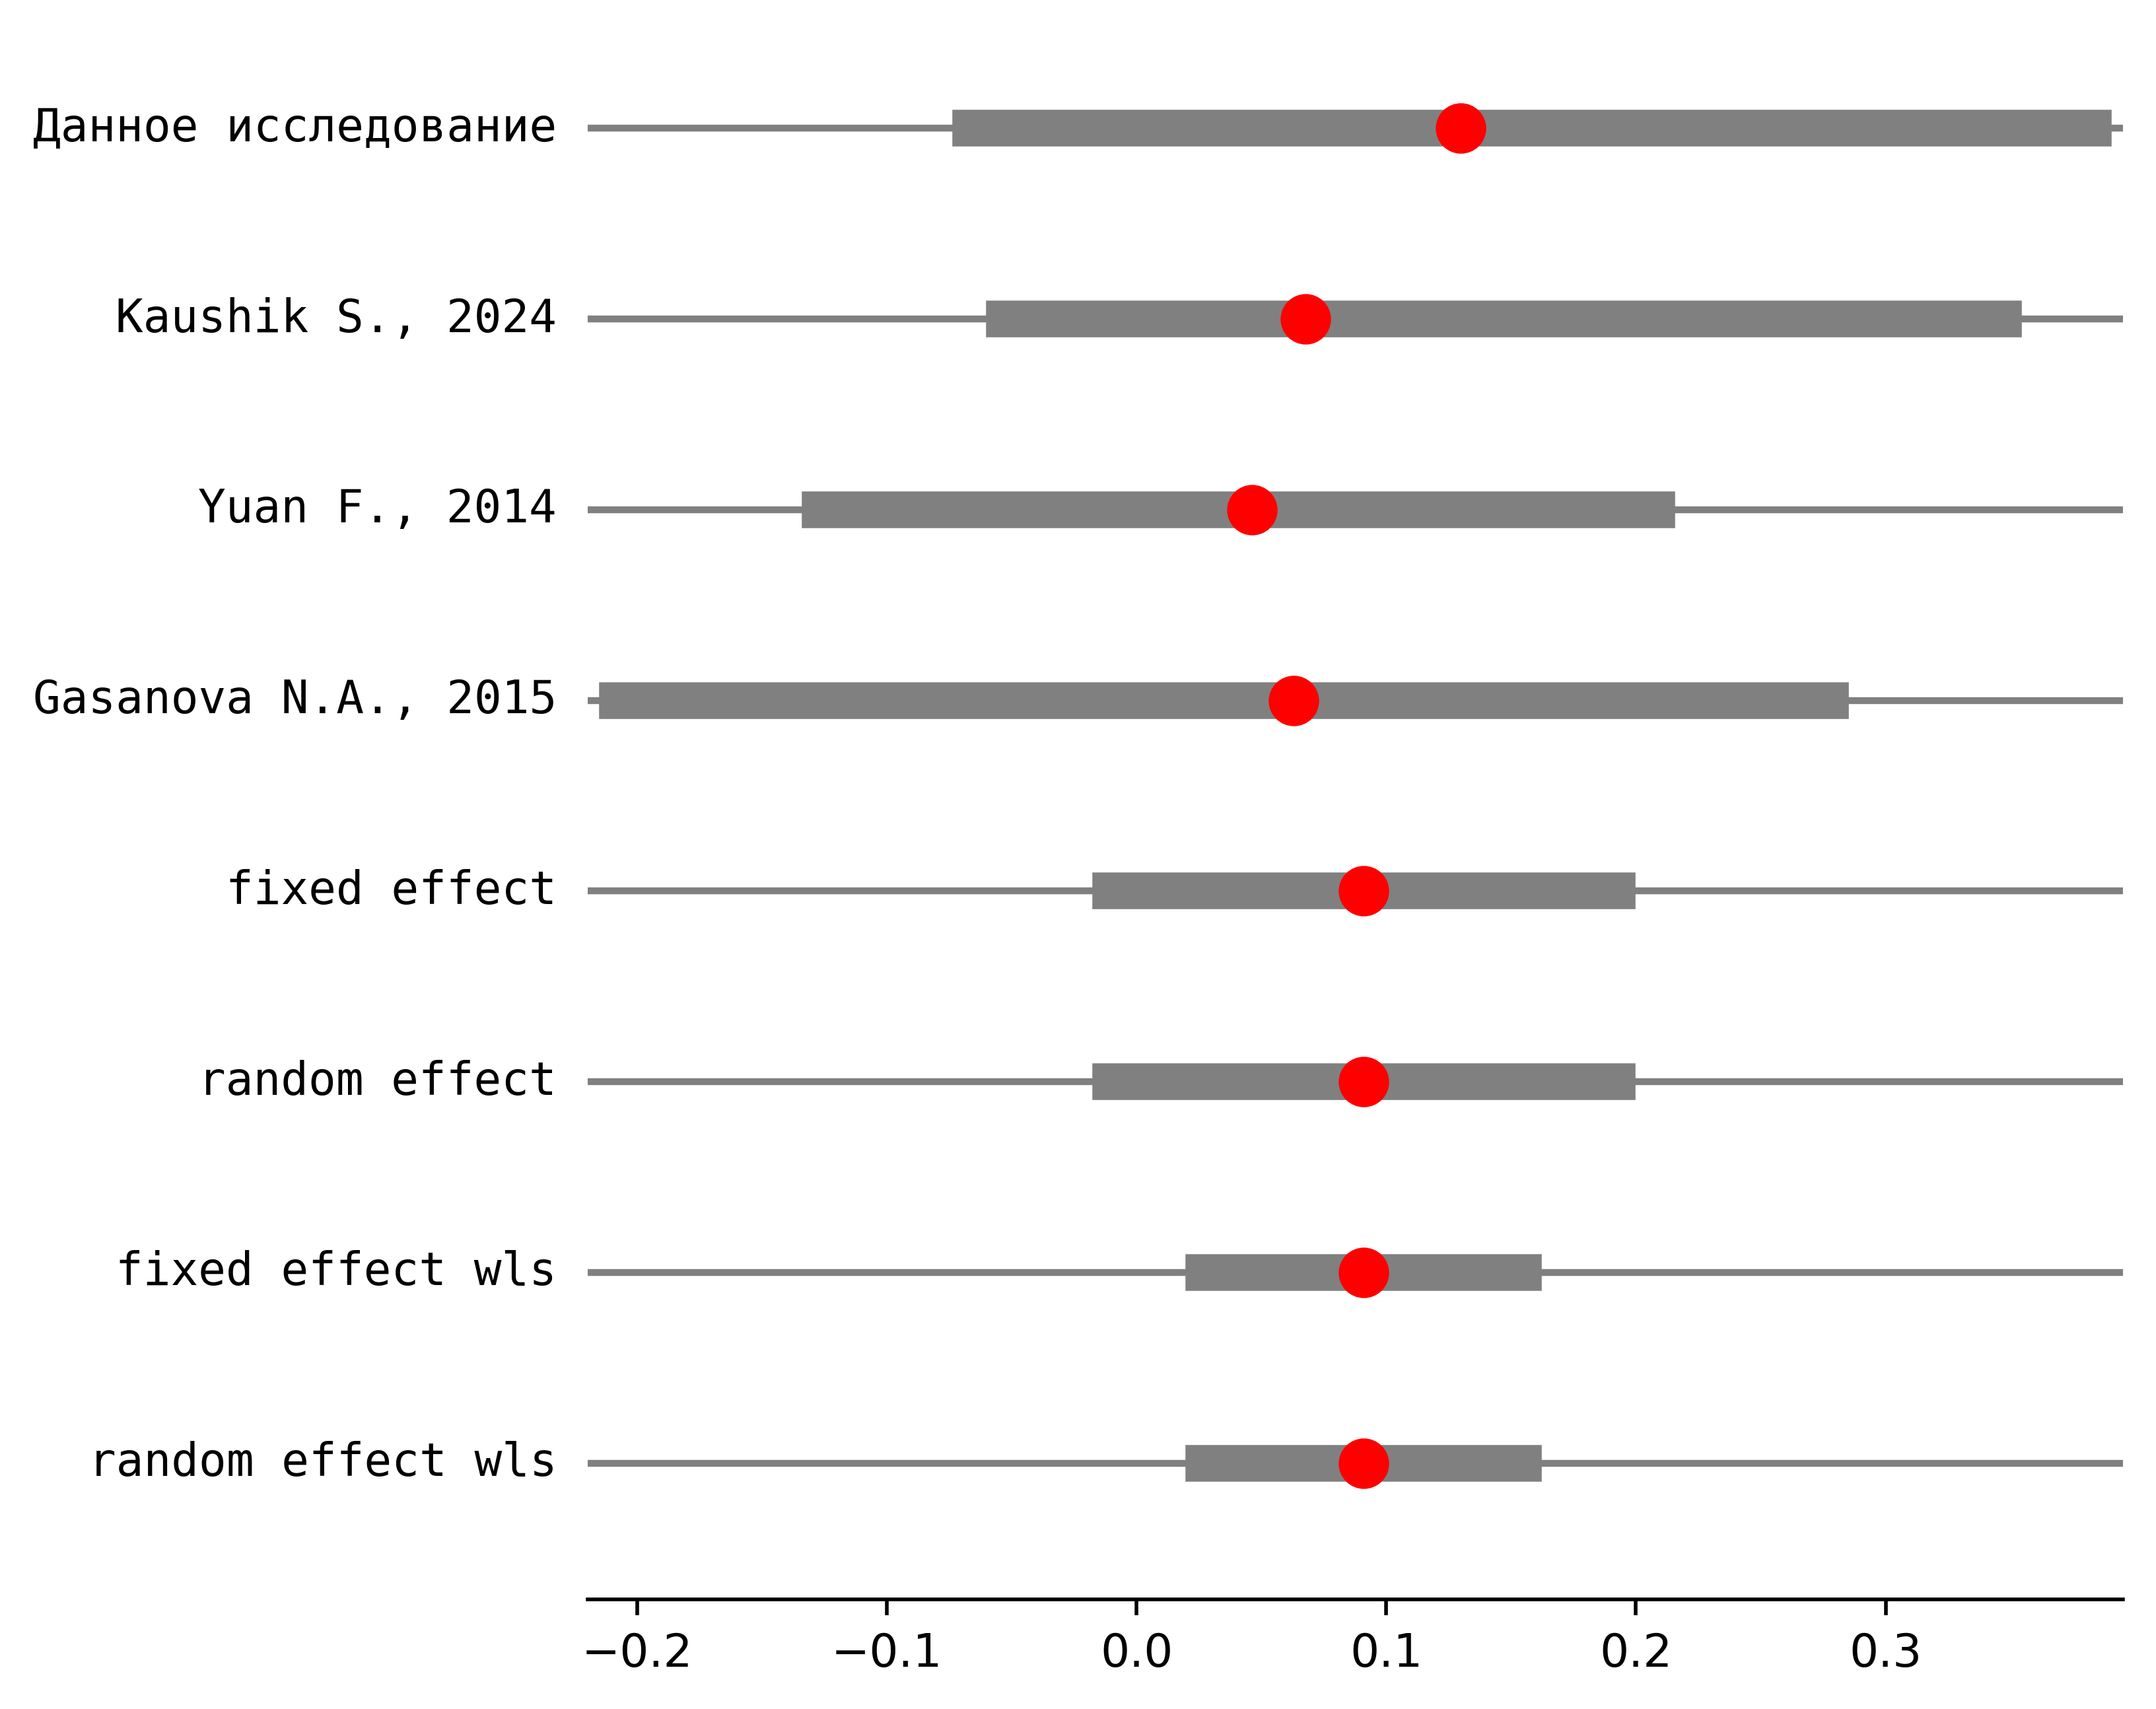 Данное исследование
Kaushik S., 2024
Yuan F., 2014
Gasanova N.A., 2015
fixed effect
random effect
fixed effect wls
random effect wls
−0.2 −0.1 0.0 0.1 0.2 0.3